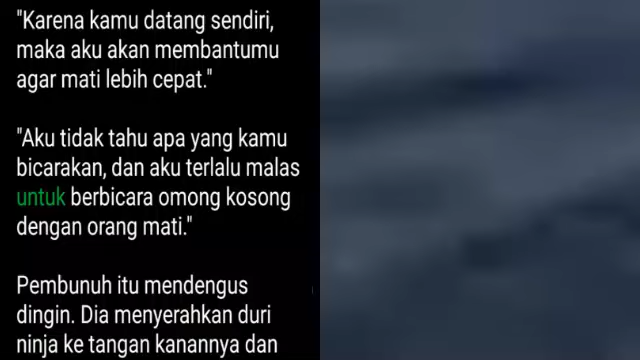 "Karena kamu datang sendiri,
maka aku akan membantumu
agar mati lebih cepat."
"Aku tidak tahu apa yang kamu
bicarakan, dan aku terlalu malas
untuk berbicara omong kosong
dengan orang mati."
Pembunuh itu mendengus
dingin. Dia menyerahkan duri
ninja ke tangan kanannya dan